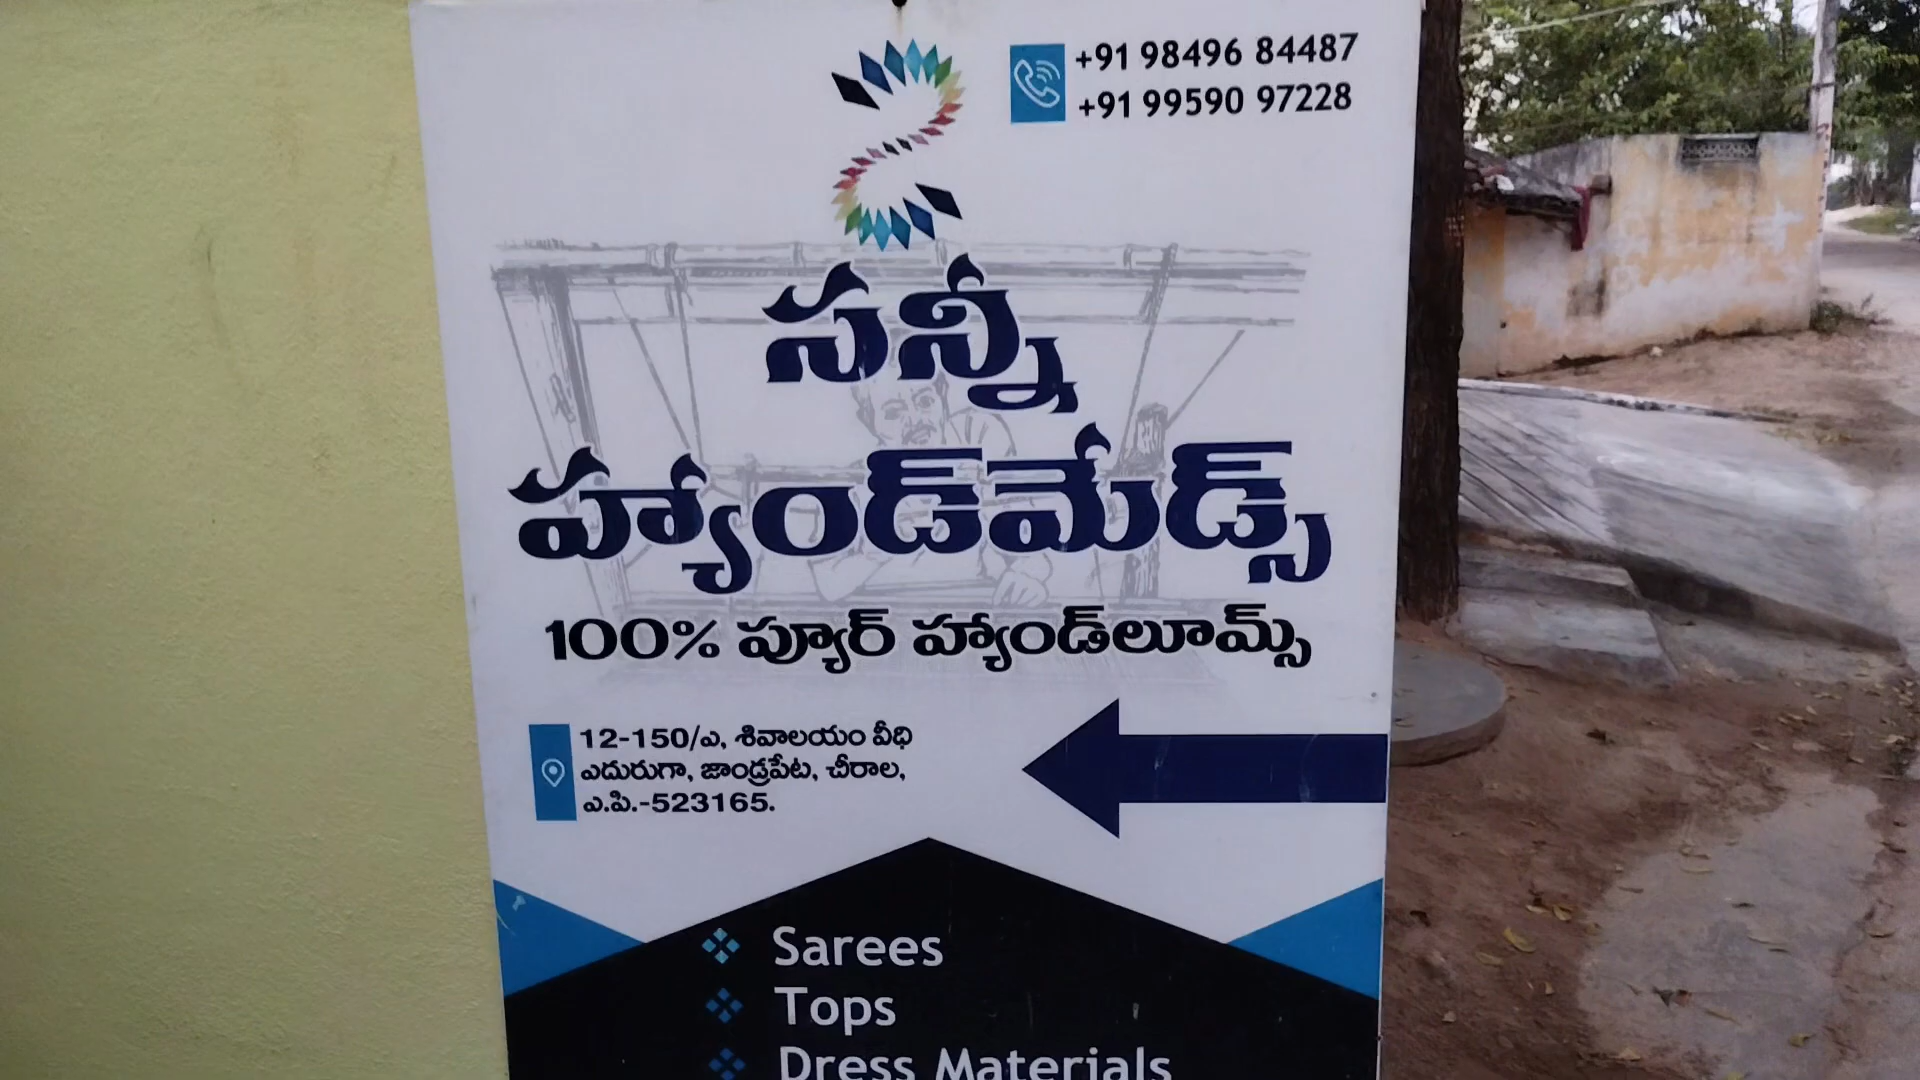 +91 98496 84487
+91 99590 97228
సన్నీ
హ్యాండ్‌మేడ్స్
100% ప్యూర్ హ్యాండ్‌లూమ్స్
12-150/ఎ, శివాలయం వీధి
ఎదురుగా, జాండ్రపేట, చీరాల,
ఎ.పి.-523165.
Sarees
Tops
Dress Materials